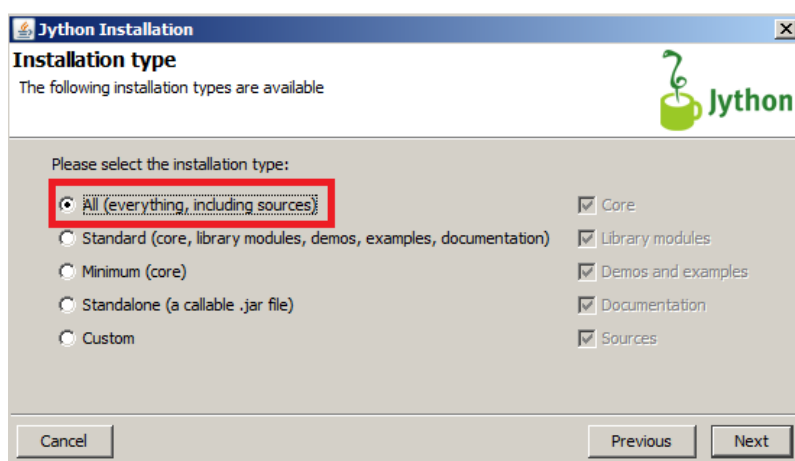 Jython Installation
Installation type
The following installation types are available
Jython
Please select the installation type:
All (everything, including sources)
Core
Standard (core, library modules, demos, examples, documentation)
Library modules
Minimum (core)
Demos and examples
Standalone (a callable .jar file)
Documentation
Custom
Sources
Cancel
Previous
Next